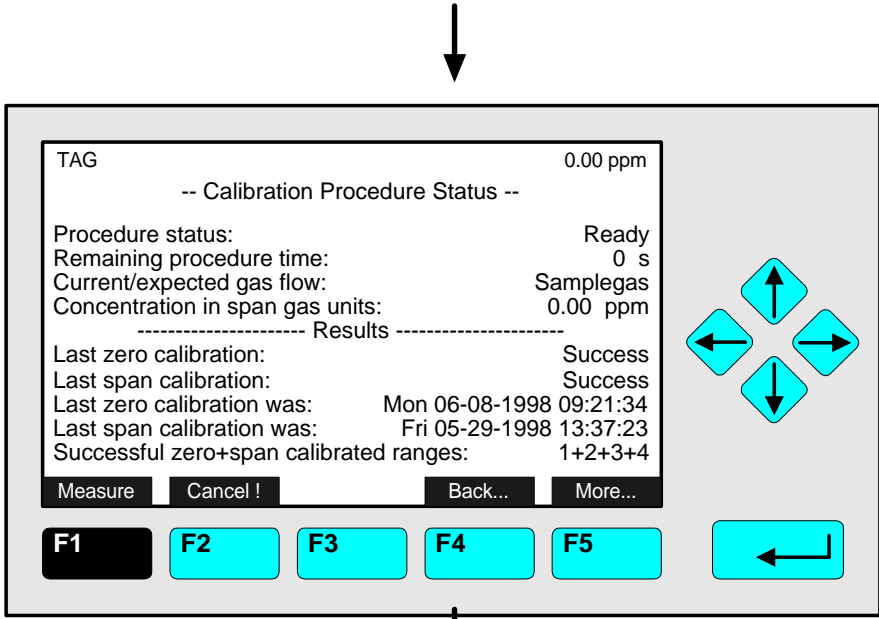 TAG 0.00 ppm
-- Calibration Procedure Status --
Procedure status: Ready
Remaining procedure time: 0 s
Current/expected gas flow: Samplegas
Concentration in span gas units: 0.00 ppm
---------------------- Results ----------------------
Last zero calibration: Success
Last span calibration: Success
Last zero calibration was: Mon 06-08-1998 09:21:34
Last span calibration was: Fri 05-29-1998 13:37:23
Successful zero+span calibrated ranges: 1+2+3+4
Measure Cancel ! Back... More...
F1 F2 F3 F4 F5